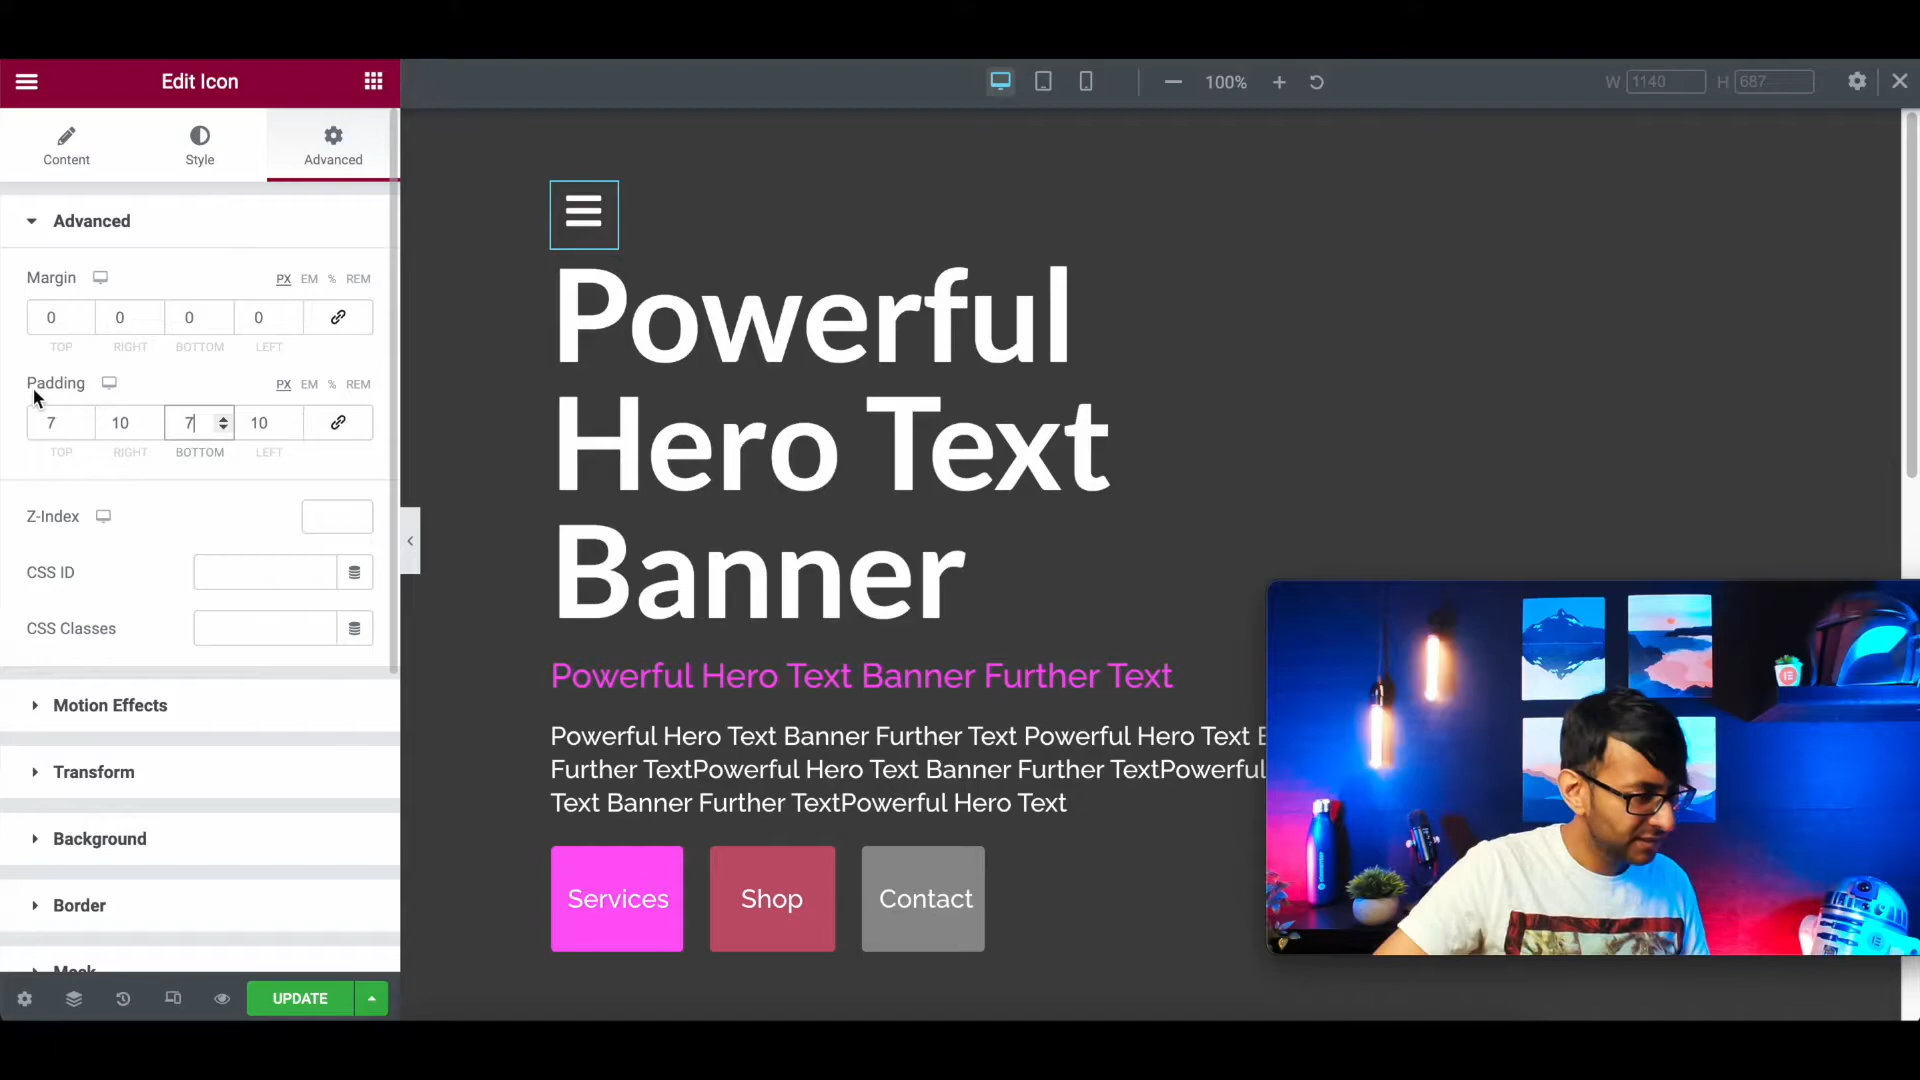 Edit Icon
100%
W 1140 H 687
Content Style Advanced
Advanced
Margin PX EM % REM
0 0 0 0
TOP RIGHT BOTTOM LEFT
Padding PX EM % REM
7 10 7 10
TOP RIGHT BOTTOM LEFT
Z-Index
CSS ID
CSS Classes
Motion Effects
Transform
Background
Border
Mask
UPDATE
Powerful
Hero Text
Banner
Powerful Hero Text Banner Further Text
Powerful Hero Text Banner Further Text Powerful Hero Text
Further TextPowerful Hero Text Banner Further TextPowerful
Text Banner Further TextPowerful Hero Text
Services Shop Contact